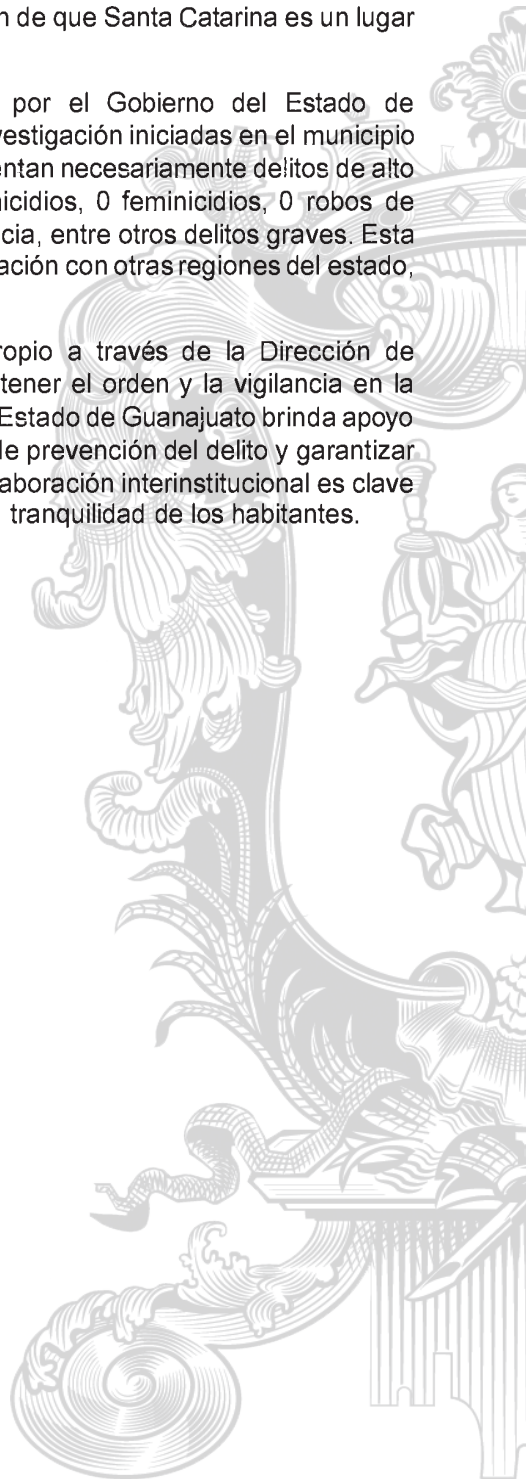 n de que Santa Catarina es un lugar
por el Gobierno del Estado de
vestigación iniciadas en el municipio
entan necesariamente delitos de alto
icidios, 0 feminicidios, 0 robos de
cia, entre otros delitos graves. Esta
ación con otras regiones del estado,
ropio a través de la Dirección de
tener el orden y la vigilancia en la
Estado de Guanajuato brinda apoyo
de prevención del delito y garantizar
aboración interinstitucional es clave
tranquilidad de los habitantes.